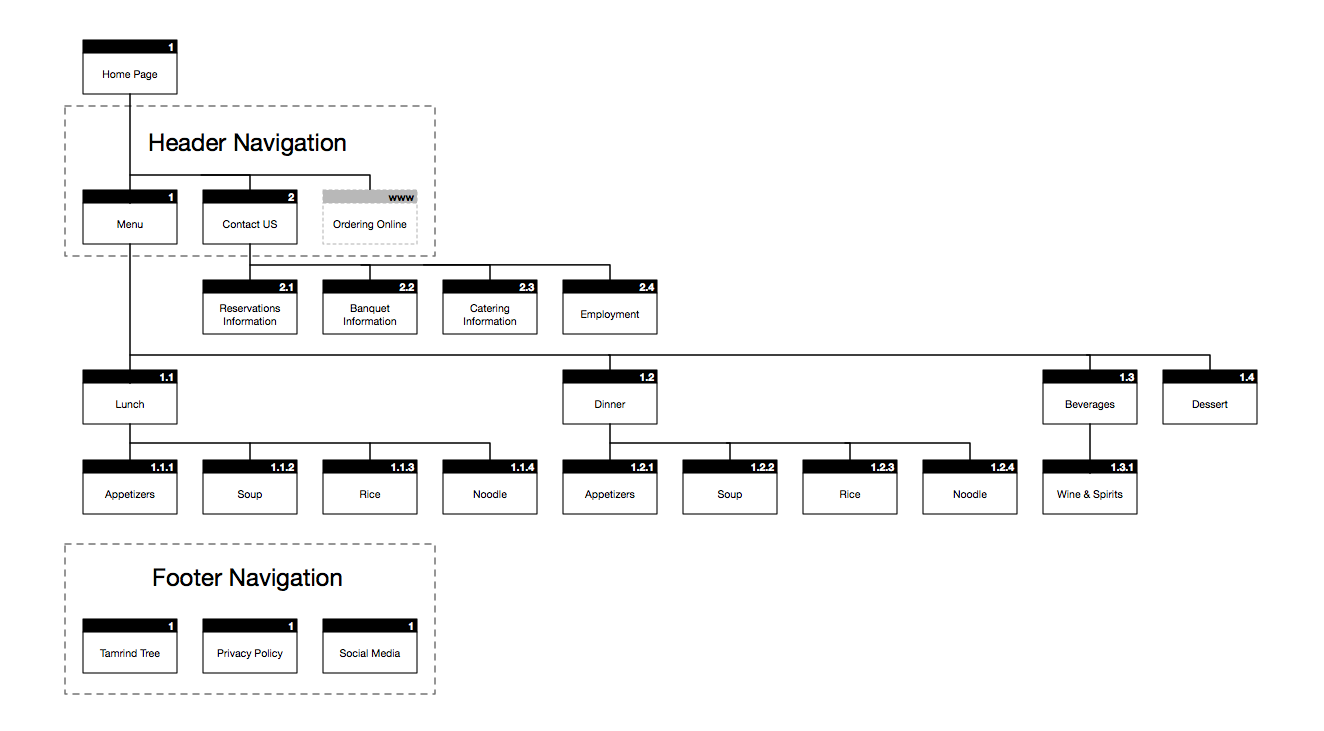 1
Home Page
Header Navigation
1
Menu
2
Contact US
www
Ordering Online
2.1
Reservations
Information
2.2
Banquet
Information
2.3
Catering
Information
2.4
Employment
1.1
Lunch
1.2
Dinner
1.3
Beverages
1.4
Dessert
1.1.1
Appetizers
1.1.2
Soup
1.1.3
Rice
1.1.4
Noodle
1.2.1
Appetizers
1.2.2
Soup
1.2.3
Rice
1.2.4
Noodle
1.3.1
Wine & Spirits
Footer Navigation
1
Tamrind Tree
1
Privacy Policy
1
Social Media